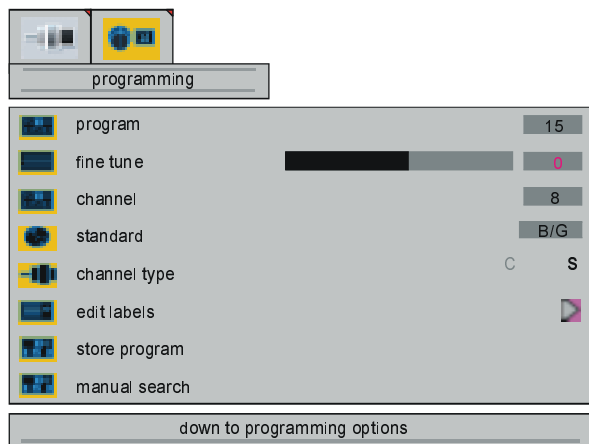 programming
program 15
fine tune 0
channel 8
standard B/G
channel type C S
edit labels
store program
manual search
down to programming options